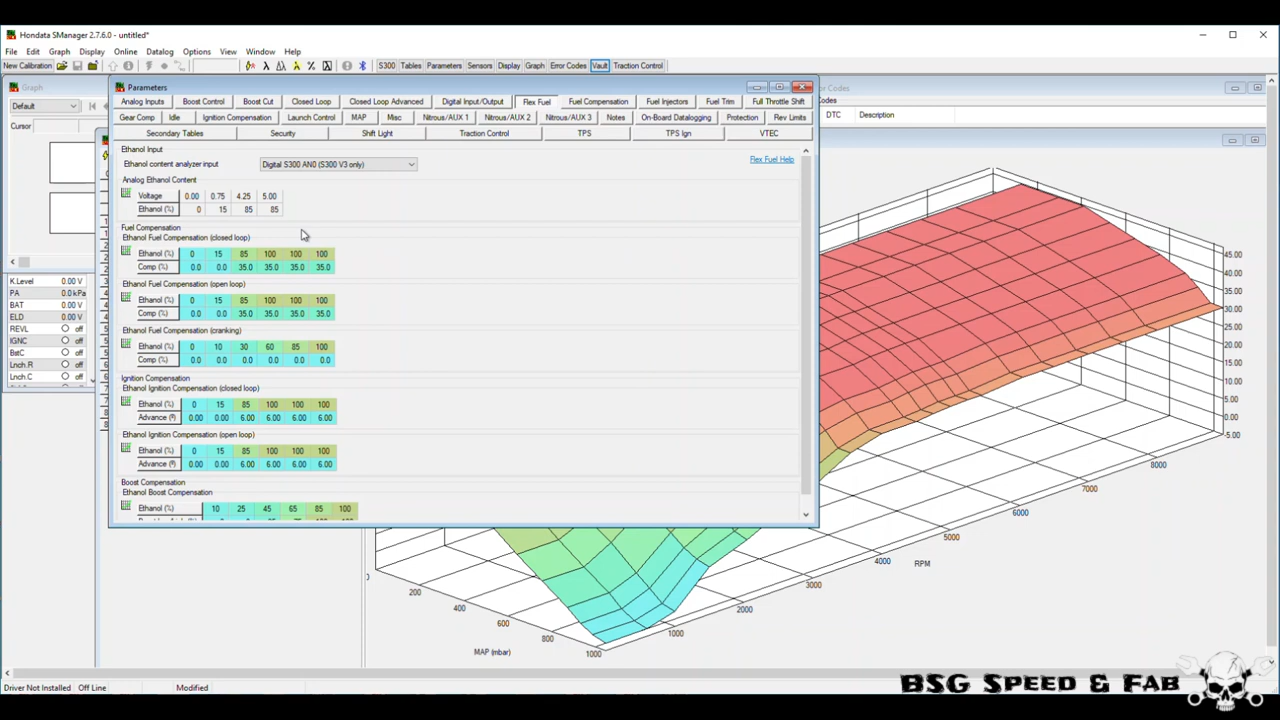 Hondata SManager 2.7.6.0 - untitled*
File Edit Graph Display Online Datalog Options View Window Help
New Calibration S300 Tables Parameters Sensors Display Graph Error Codes Vault Traction Control
Graph
Default
Cursor
K.Level 0.00 V
PA 0.0 kPa
BAT 0.00 V
ELD 0.00 V
REVL off
IGNC off
BstC off
Lnch.R off
Lnch.C off
Parameters
Analog Inputs Boost Control Boost Cut Closed Loop Closed Loop Advanced Digital Input/Output Flex Fuel Fuel Compensation Fuel Injectors Fuel Trim Full Throttle Shift
Gear Comp Idle Ignition Compensation Launch Control MAP Misc Nitrous/AUX 1 Nitrous/AUX 2 Nitrous/AUX 3 Notes On-Board Datalogging Protection Rev Limits
Secondary Tables Security Shift Light Traction Control TPS TPS Ign VTEC
Ethanol Input
Ethanol content analyzer input Digital S300 AN0 (S300 V3 only) Flex Fuel Help
Analog Ethanol Content
Voltage 0.00 0.75 4.25 5.00
Ethanol (%) 0 15 85 85
Fuel Compensation
Ethanol Fuel Compensation (closed loop)
Ethanol (%) 0 15 85 100 100 100
Comp (%) 0.0 0.0 35.0 35.0 35.0 35.0
Ethanol Fuel Compensation (open loop)
Ethanol (%) 0 15 85 100 100 100
Comp (%) 0.0 0.0 35.0 35.0 35.0 35.0
Ethanol Fuel Compensation (cranking)
Ethanol (%) 0 10 30 60 85 100
Comp (%) 0.0 0.0 0.0 0.0 0.0 0.0
Ignition Compensation
Ethanol Ignition Compensation (closed loop)
Ethanol (%) 0 15 85 100 100 100
Advance (º) 0.00 0.00 6.00 6.00 6.00 6.00
Ethanol Ignition Compensation (open loop)
Ethanol (%) 0 15 85 100 100 100
Advance (º) 0.00 0.00 6.00 6.00 6.00 6.00
Boost Compensation
Ethanol Boost Compensation
Ethanol (%) 10 25 45 65 85 100
Codes
Codes
DTC Description
45.00
40.00
35.00
30.00
25.00
20.00
15.00
10.00
5.00
0.00
-5.00
8000
7000
6000
5000
4000
3000
2000
1000
RPM
200
400
600
800
1000
MAP (mbar)
Driver Not Installed Off Line Modified
BSG Speed & Fab